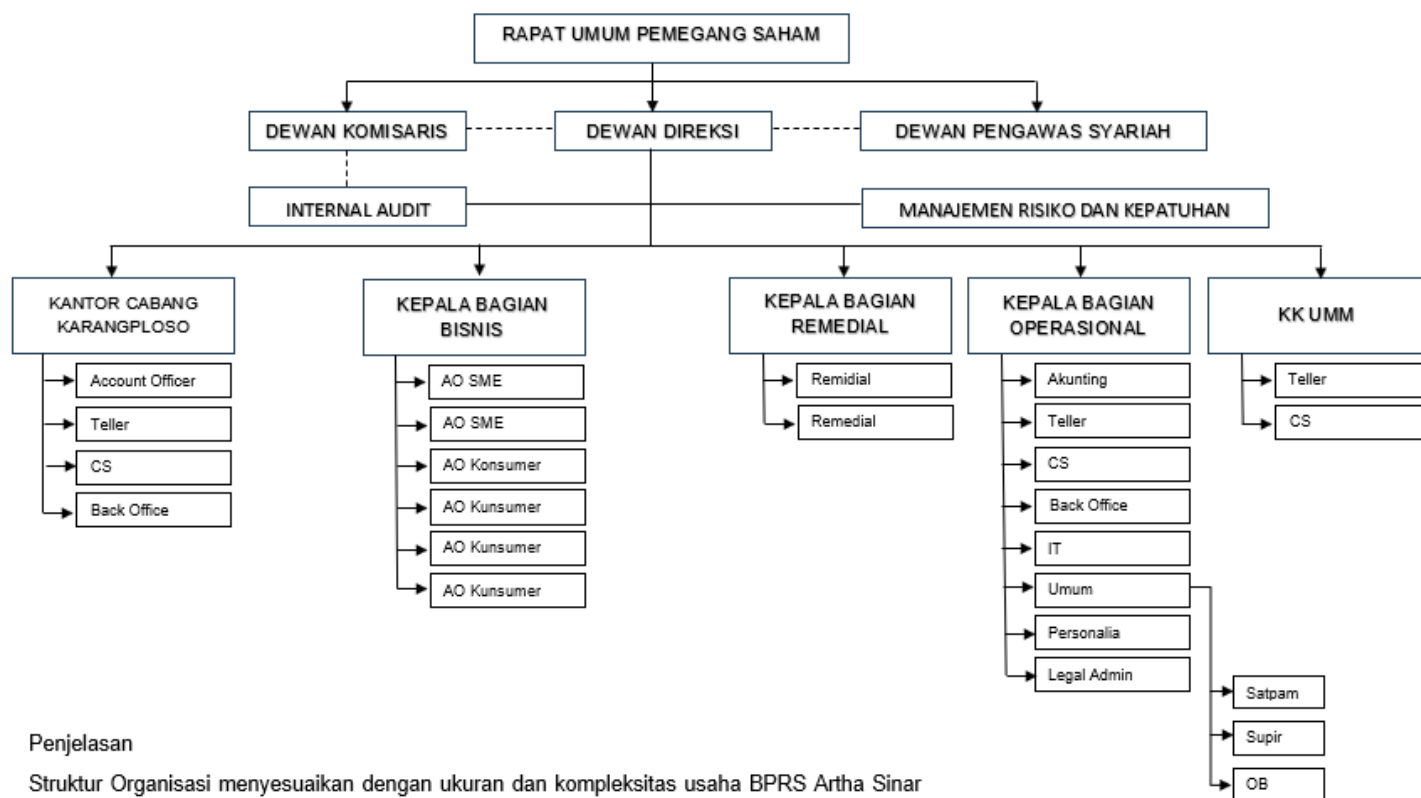 RAPAT UMUM PEMEGANG SAHAM
DEWAN KOMISARIS
DEWAN DIREKSI
DEWAN PENGAWAS SYARIAH
INTERNAL AUDIT
MANAJEMEN RISIKO DAN KEPATUHAN
KANTOR CABANG
KARANGPLOSO
Account Officer
Teller
CS
Back Office
KEPALA BAGIAN
BISNIS
AO SME
AO SME
AO Konsumer
AO Kunsumer
AO Kunsumer
AO Kunsumer
KEPALA BAGIAN
REMEDIAL
Remidial
Remedial
KEPALA BAGIAN
OPERASIONAL
Akunting
Teller
CS
Back Office
IT
Umum
Personalia
Legal Admin
Satpam
Supir
OB
KK UMM
Teller
CS
Penjelasan
Struktur Organisasi menyesuaikan dengan ukuran dan kompleksitas usaha BPRS Artha Sinar